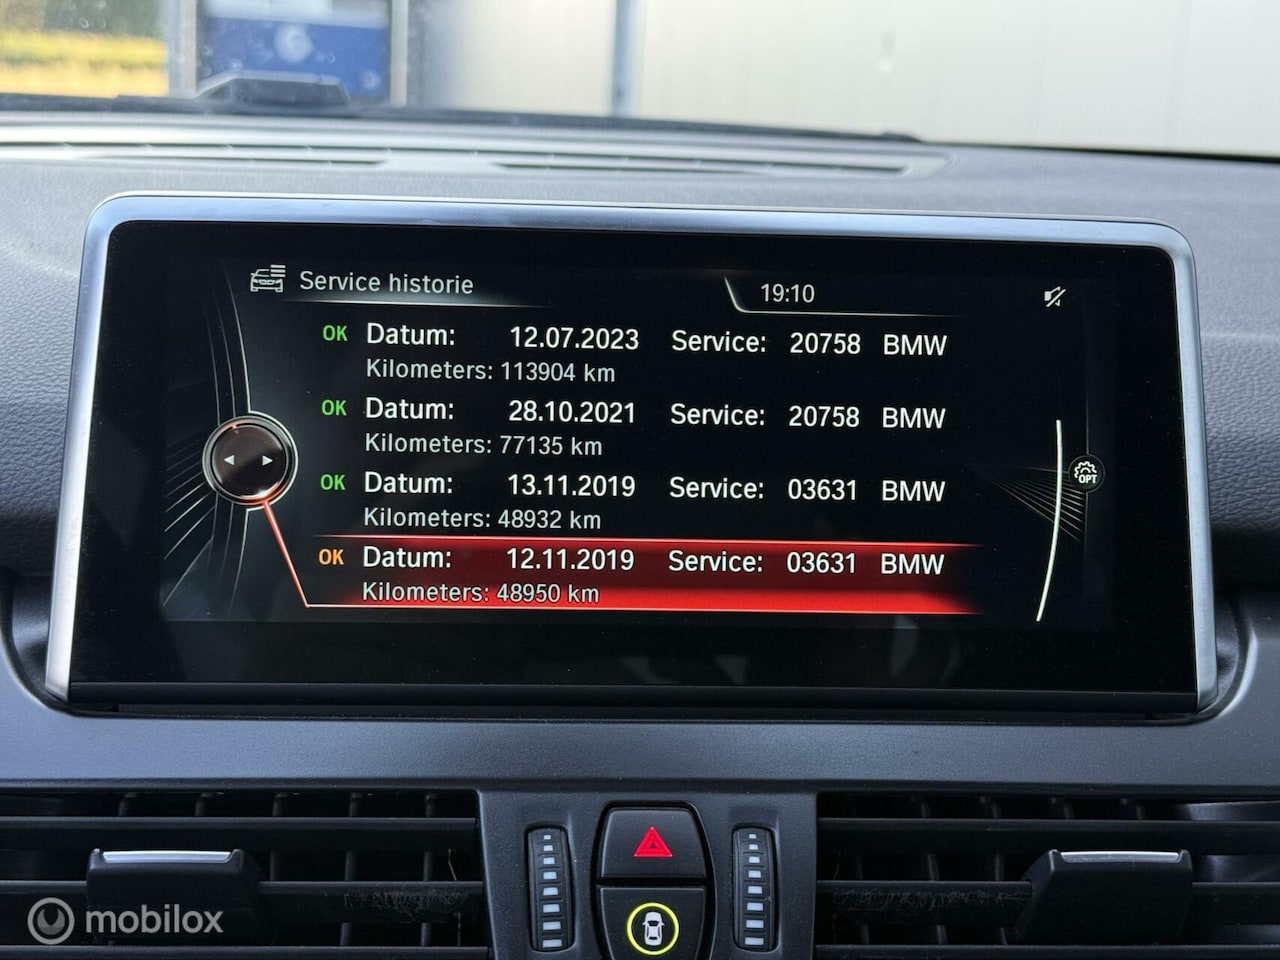 Service historie
19:10
OK Datum: 12.07.2023 Service: 20758 BMW
Kilometers: 113904 km
OK Datum: 28.10.2021 Service: 20758 BMW
Kilometers: 77135 km
OK Datum: 13.11.2019 Service: 03631 BMW
Kilometers: 48932 km
OK Datum: 12.11.2019 Service: 03631 BMW
Kilometers: 48950 km
OPT
mobilox